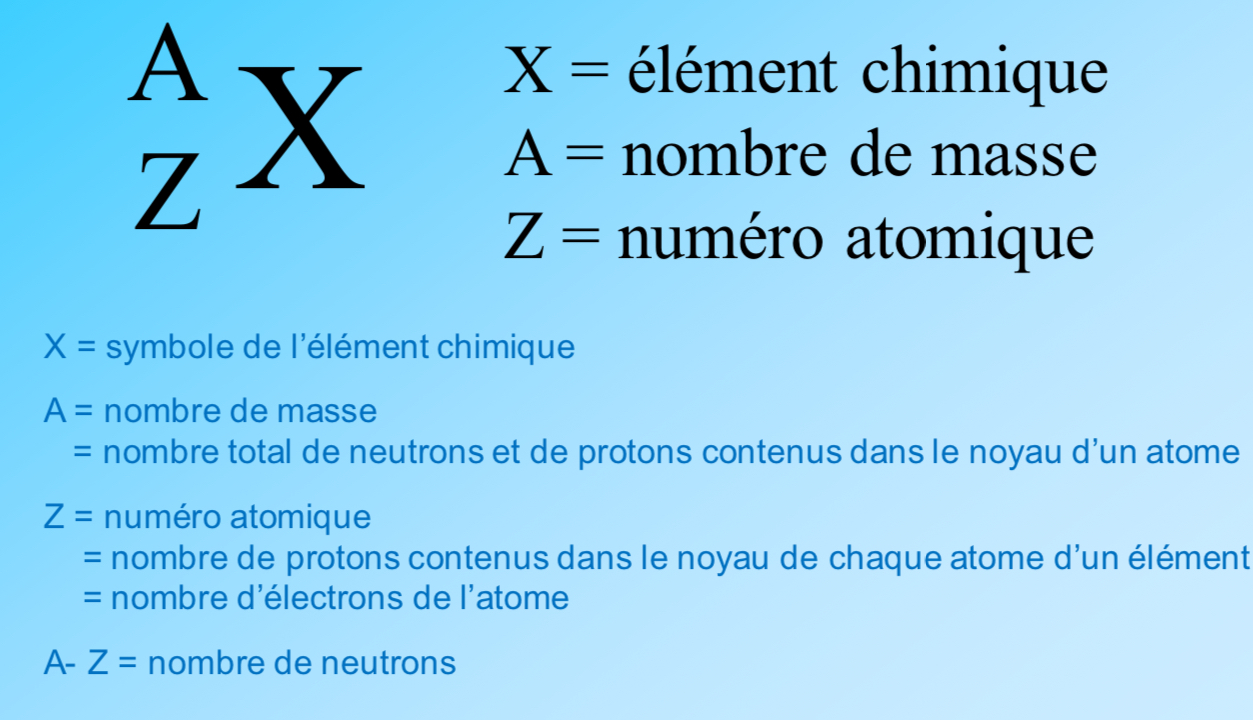 A
Z X
X = élément chimique
A = nombre de masse
Z = numéro atomique
X = symbole de l’élément chimique
A = nombre de masse
= nombre total de neutrons et de protons contenus dans le noyau d’un atome
Z = numéro atomique
= nombre de protons contenus dans le noyau de chaque atome d’un élément
= nombre d’électrons de l’atome
A- Z = nombre de neutrons